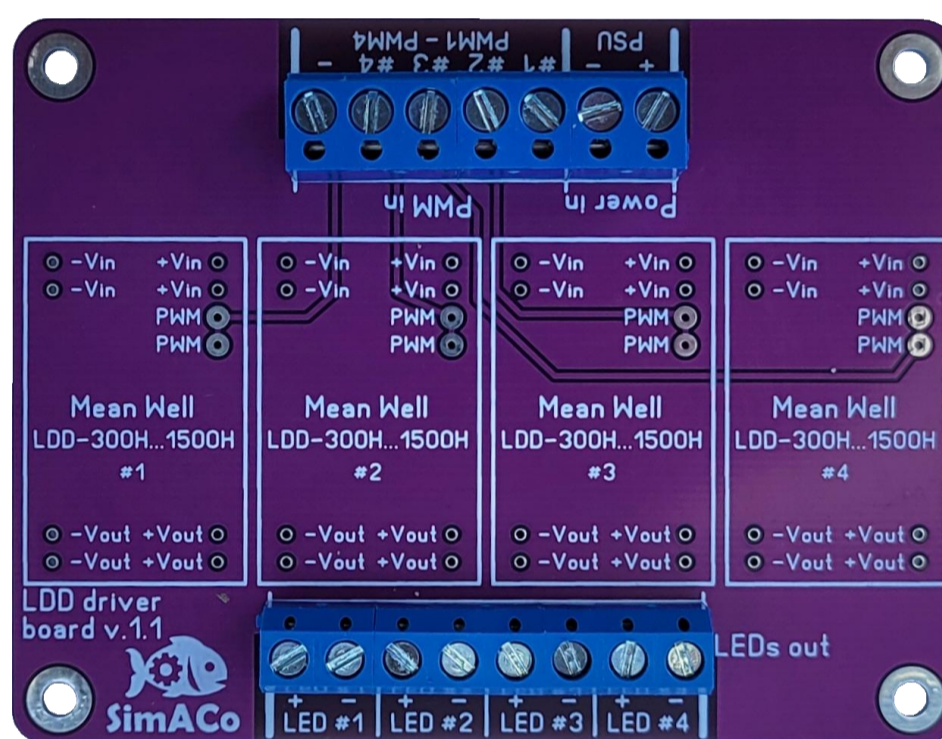 PWM1 - PWM4
PSU
- #4 #3 #2 #1 - +
PWM in
Power in
-Vin +Vin
-Vin +Vin
PWM
PWM
Mean Well
LDD-300H...1500H
#1
-Vout +Vout
-Vout +Vout
-Vin +Vin
-Vin +Vin
PWM
PWM
Mean Well
LDD-300H...1500H
#2
-Vout +Vout
-Vout +Vout
-Vin +Vin
-Vin +Vin
PWM
PWM
Mean Well
LDD-300H...1500H
#3
-Vout +Vout
-Vout +Vout
-Vin +Vin
-Vin +Vin
PWM
PWM
Mean Well
LDD-300H...1500H
#4
-Vout +Vout
-Vout +Vout
LDD driver
board v.1.1
SimACo
LEDs out
+ - + - + - + -
LED #1 LED #2 LED #3 LED #4